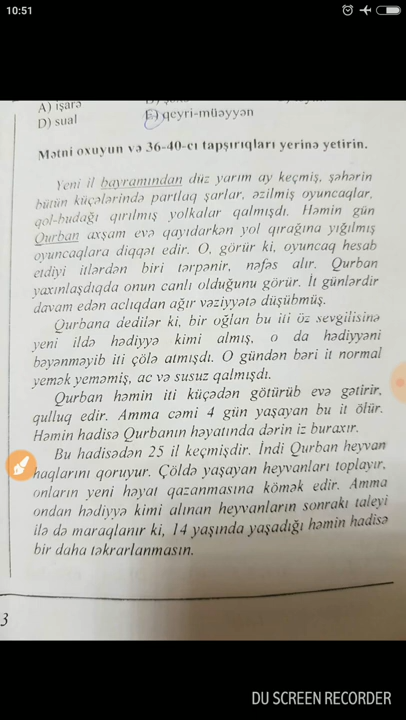 10:51
A) işarə
D) sual
E) qeyri-müəyyən
Mətni oxuyun və 36-40-cı tapşırıqları yerinə yetirin.
Yeni il bayramından düz yarım ay keçmiş, şəhərin
bütün küçələrində partlaq şarlar, əzilmiş oyuncaqlar,
qol-budağı qırılmış yolkalar qalmışdı. Həmin gün
Qurban axşam evə qayıdarkən yol qırağına yığılmış
oyuncaqlara diqqət edir. O, görür ki, oyuncaq hesab
etdiyi itlərdən biri tərpənir, nəfəs alır. Qurban
yaxınlaşdıqda onun canlı olduğunu görür. İt günlərdir
davam edən aclıqdan ağır vəziyyətə düşübmüş.
Qurbana dedilər ki, bir oğlan bu iti öz sevgilisinə
yeni ildə hədiyyə kimi almış, o da hədiyyəni
bəyənməyib iti çölə atmışdı. O gündən bəri it normal
yemək yeməmiş, ac və susuz qalmışdı.
Qurban həmin iti küçədən götürüb evə gətirir,
qulluq edir. Amma cəmi 4 gün yaşayan bu it ölür.
Həmin hadisə Qurbanın həyatında dərin iz buraxır.
Bu hadisədən 25 il keçmişdir. İndi Qurban heyvan
haqlarını qoruyur. Çöldə yaşayan heyvanları toplayır,
onların yeni həyat qazanmasına kömək edir. Amma
ondan hədiyyə kimi alınan heyvanların sonrakı taleyi
ilə də maraqlanır ki, 14 yaşında yaşadığı həmin hadisə
bir daha təkrarlanmasın.
3
DU SCREEN RECORDER